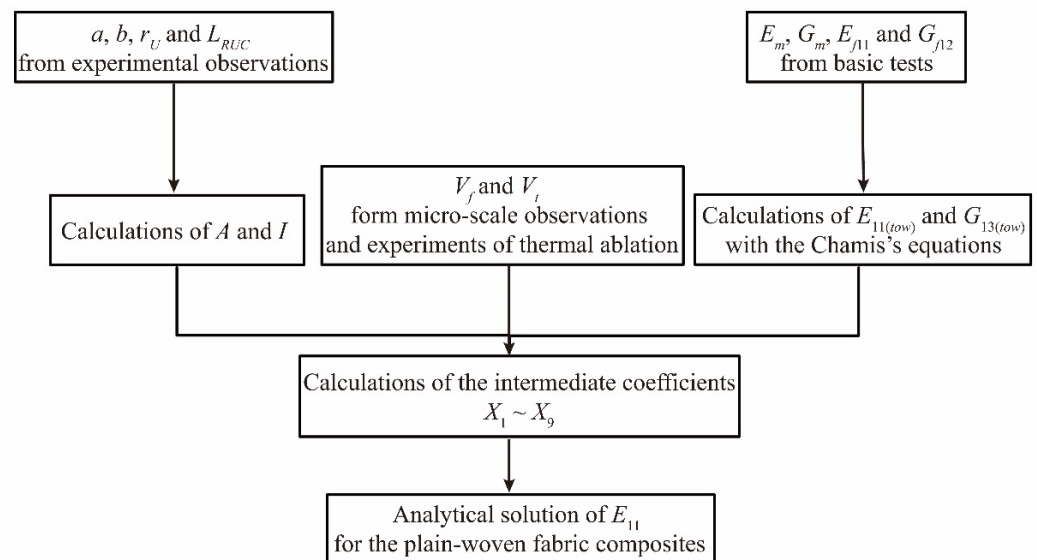 a, b, r_U and L_RUC
from experimental observations
E_m, G_m, E_f11 and G_f12
from basic tests
V_f and V_t
form micro-scale observations
and experiments of thermal ablation
Calculations of A and I
Calculations of E_11(tow) and G_13(tow)
with the Chamis's equations
Calculations of the intermediate coefficients
X_1 ~ X_9
Analytical solution of E_11
for the plain-woven fabric composites